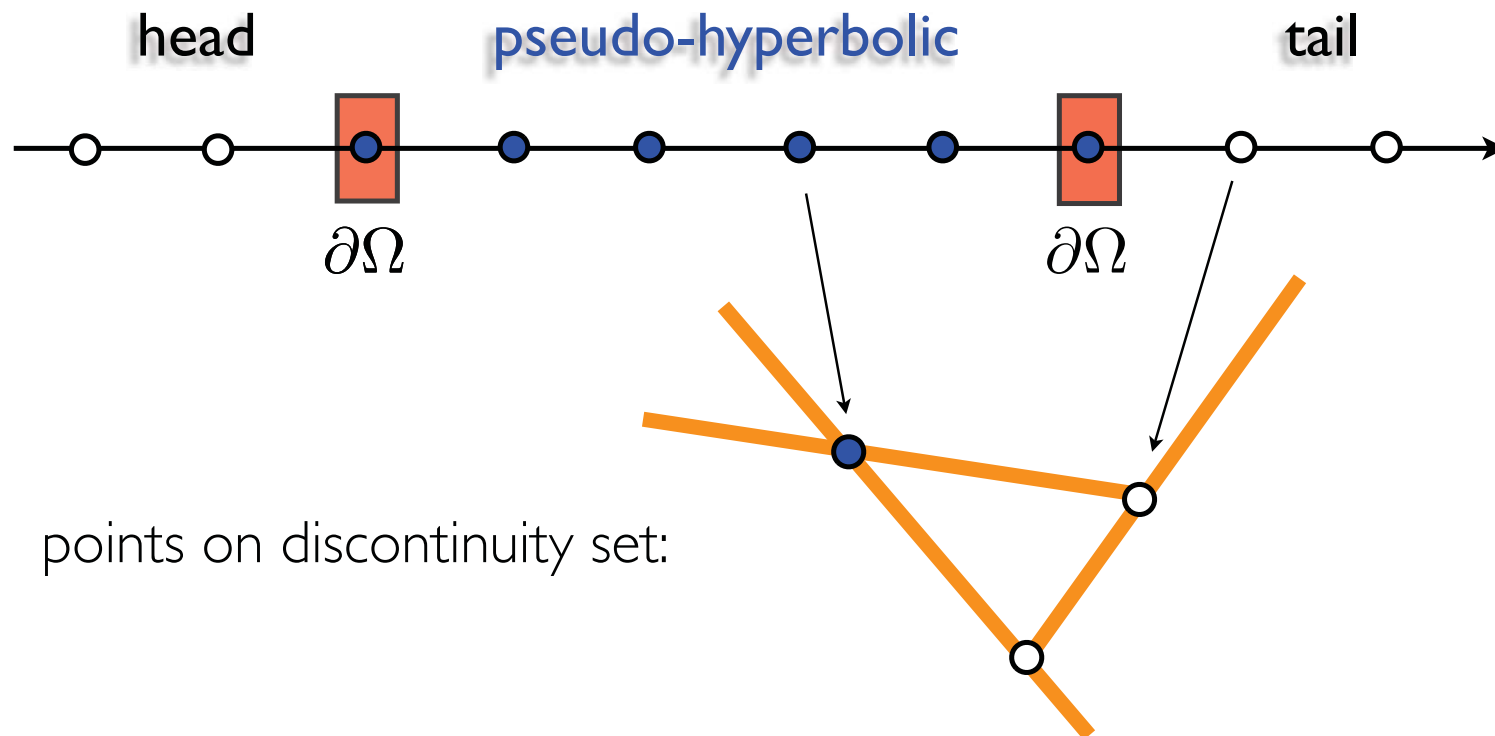 head pseudo-hyperbolic tail
∂Ω ∂Ω
points on discontinuity set: